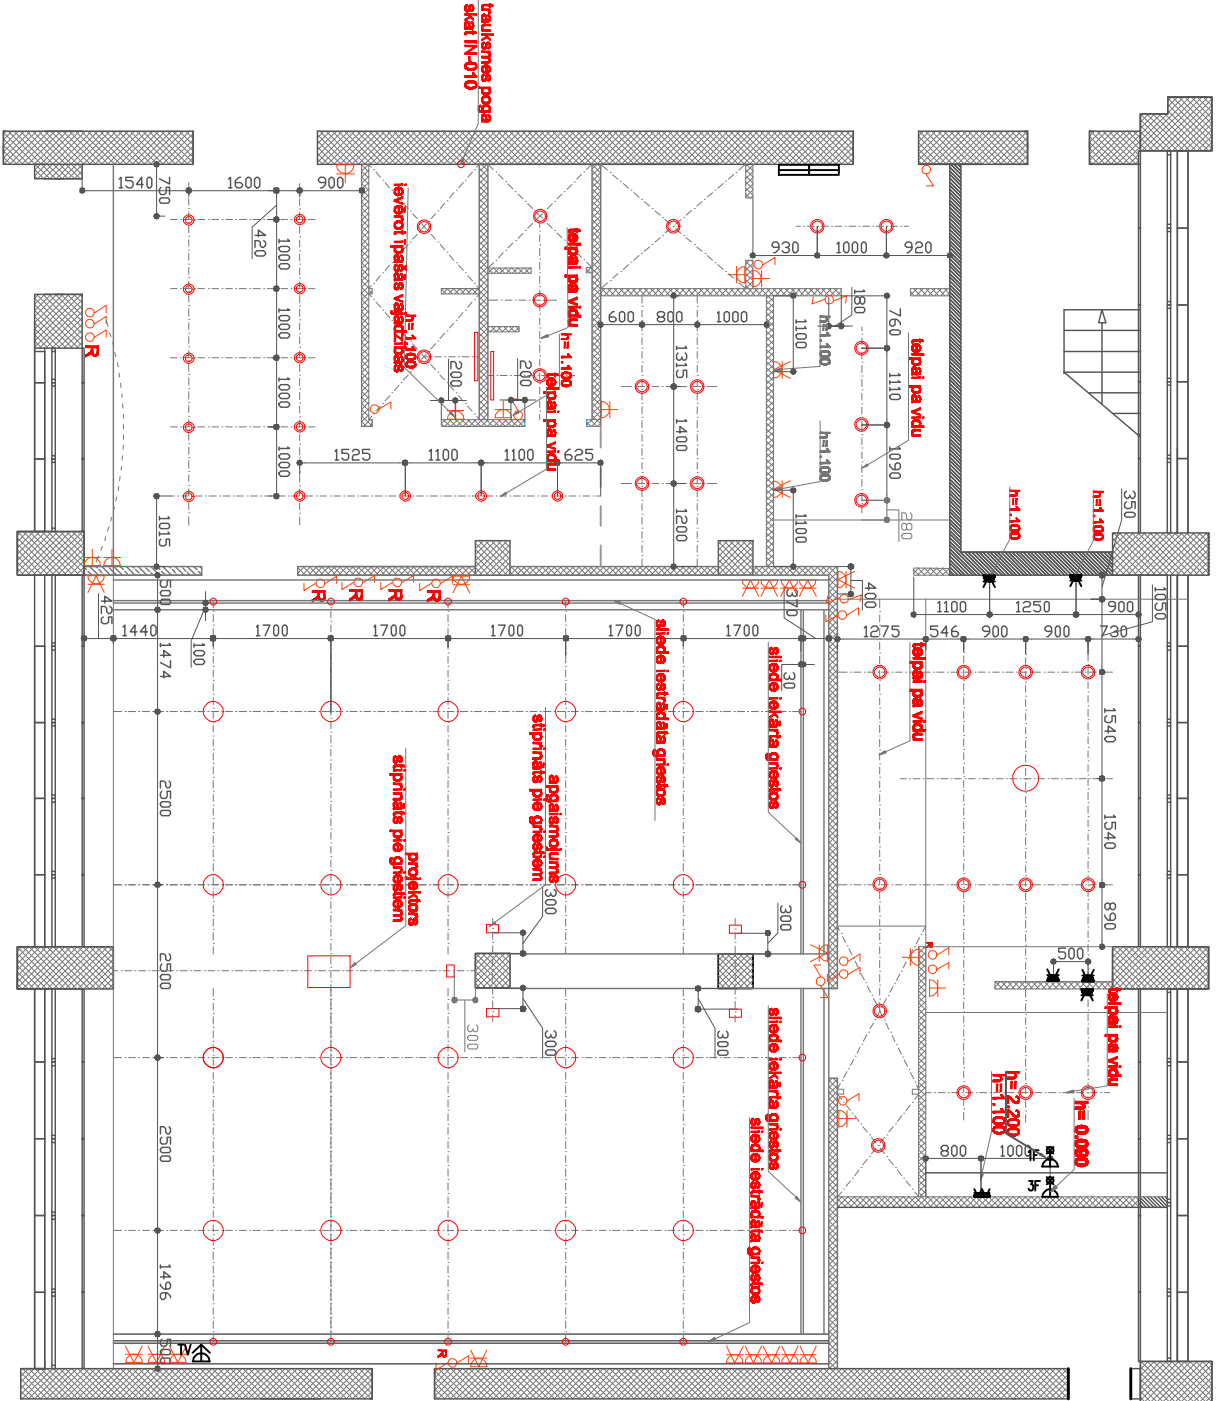 trauksmes poga
skat IN-010
1540
1600
900
750
420
1000
1000
1000
1000
ievērot īpašās vajadzības
h=1.100
200
telpai pa vidu
h= 1.100
200
telpai pa vidu
930
1000
920
180
600
800
1000
1100
h=1.100
760
1110
1090
telpai pa vidu
1315
1400
1200
h=1.100
1100
280
1525
1100
1100
625
1015
R
h=1.100
h=1.100
350
500
425
100
R
R
R
R
370
400
1100
1250
900
1050
1440
1700
1700
1700
1700
1700
1275
546
900
900
730
1474
30
sliede iestrādāta griestos
sliede iekārta griestos
telpai pa vidu
1540
2500
1540
stiprināts pie griestiem
projektors
stiprināts pie griestiem
apgaismojums
300
300
890
R
500
2500
300
300
300
sliede iekārta griestos
sliede iestrādāta griestos
telpai pa vidu
h= 2.200
h=1.100
h= 0.090
800
1000
1F
3F
2500
1496
505
TV
R